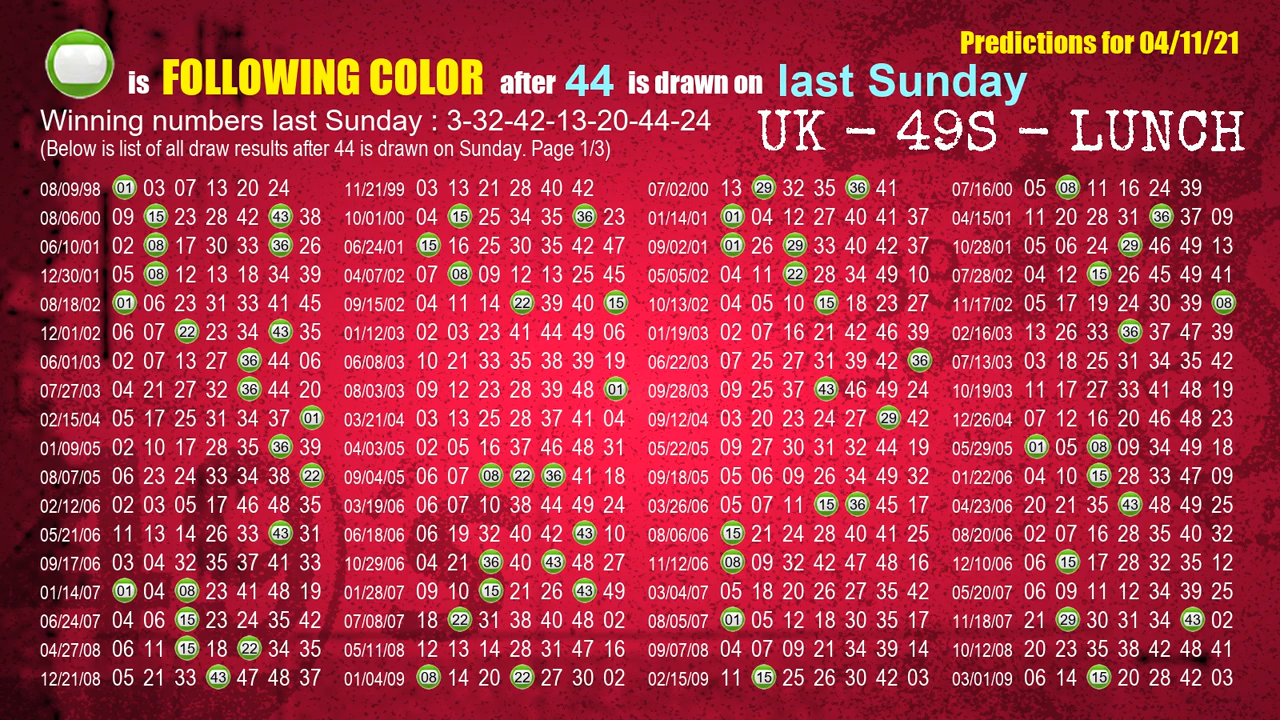 Predictions for 04/11/21
is FOLLOWING COLOR after 44 is drawn on last Sunday
Winning numbers last Sunday : 3-32-42-13-20-44-24
UK - 49S - LUNCH
(Below is list of all draw results after 44 is drawn on Sunday. Page 1/3)
08/09/98 01 03 07 13 20 24 11/21/99 03 13 21 28 40 42 07/02/00 13 29 32 35 36 41 07/16/00 05 08 11 16 24 39
08/06/00 09 15 23 28 42 43 38 10/01/00 04 15 25 34 35 36 23 01/14/01 01 04 12 27 40 41 37 04/15/01 11 20 28 31 36 37 09
06/10/01 02 08 17 30 33 36 26 06/24/01 15 16 25 30 35 42 47 09/02/01 01 26 29 33 40 42 37 10/28/01 05 06 24 29 46 49 13
12/30/01 05 08 12 13 18 34 39 04/07/02 07 08 09 12 13 25 45 05/05/02 04 11 22 28 34 49 10 07/28/02 04 12 15 26 45 49 41
08/18/02 01 06 23 31 33 41 45 09/15/02 04 11 14 22 39 40 15 10/13/02 04 05 10 15 18 23 27 11/17/02 05 17 19 24 30 39 08
12/01/02 06 07 22 23 34 43 35 01/12/03 02 03 23 41 44 49 06 01/19/03 02 07 16 21 42 46 39 02/16/03 13 26 33 36 37 47 39
06/01/03 02 07 13 27 36 44 06 06/08/03 10 21 33 35 38 39 19 06/22/03 07 25 27 31 39 42 36 07/13/03 03 18 25 31 34 35 42
07/27/03 04 21 27 32 36 44 20 08/03/03 09 12 23 28 39 48 01 09/28/03 09 25 37 43 46 49 24 10/19/03 11 17 27 33 41 48 19
02/15/04 05 17 25 31 34 37 01 03/21/04 03 13 25 28 37 41 04 09/12/04 03 20 23 24 27 29 42 12/26/04 07 12 16 20 46 48 23
01/09/05 02 10 17 28 35 36 39 04/03/05 02 05 16 37 46 48 31 05/22/05 09 27 30 31 32 44 19 05/29/05 01 05 08 09 34 49 18
08/07/05 06 23 24 33 34 38 22 09/04/05 06 07 08 22 36 41 18 09/18/05 05 06 09 26 34 49 32 01/22/06 04 10 15 28 33 47 09
02/12/06 02 03 05 17 46 48 35 03/19/06 06 07 10 38 44 49 24 03/26/06 05 07 11 15 36 45 17 04/23/06 20 21 35 43 48 49 25
05/21/06 11 13 14 26 33 43 31 06/18/06 06 19 32 40 42 43 10 08/06/06 15 21 24 28 40 41 25 08/20/06 02 07 16 28 35 40 32
09/17/06 03 04 32 35 37 41 33 10/29/06 04 21 36 40 43 48 27 11/12/06 08 09 32 42 47 48 16 12/10/06 06 15 17 28 32 35 12
01/14/07 01 04 08 23 41 48 19 01/28/07 09 10 15 21 26 43 49 03/04/07 05 18 20 26 27 35 42 05/20/07 06 09 11 12 34 39 25
06/24/07 04 06 15 23 24 35 42 07/08/07 18 22 31 38 40 48 02 08/05/07 01 05 12 18 30 35 17 11/18/07 21 29 30 31 34 43 02
04/27/08 06 11 15 18 22 34 35 05/11/08 12 13 14 28 31 47 16 09/07/08 04 07 09 21 34 39 14 10/12/08 20 23 35 38 42 48 41
12/21/08 05 21 33 43 47 48 37 01/04/09 08 14 20 22 27 30 02 02/15/09 11 15 25 26 30 42 03 03/01/09 06 14 15 20 28 42 03